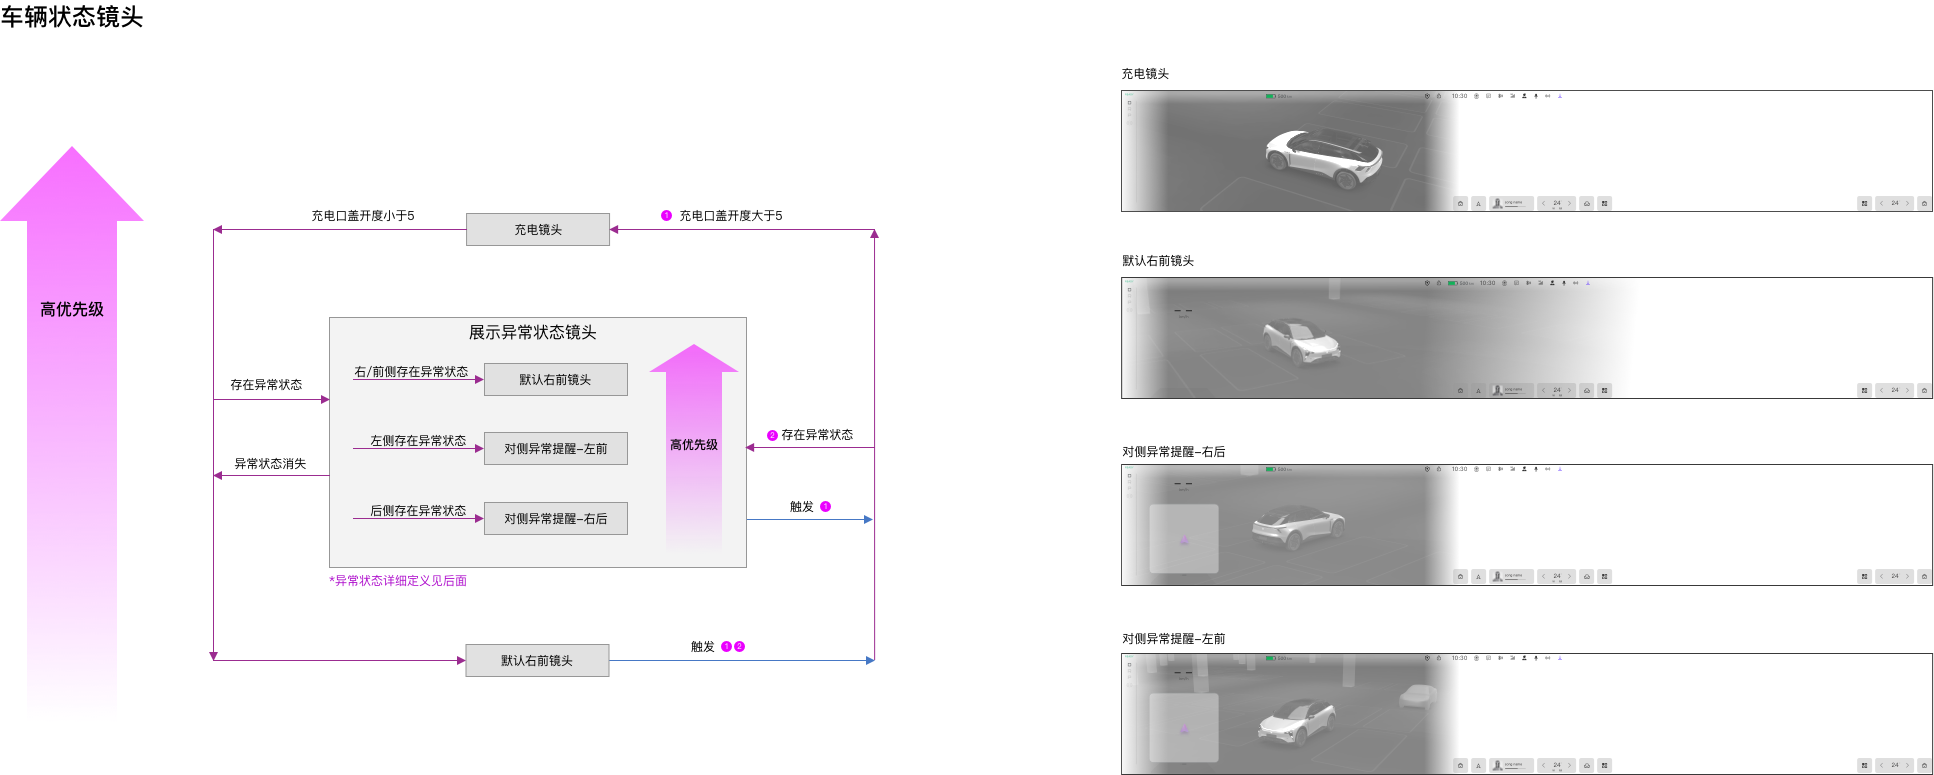 车辆状态镜头
高优先级
充电口盖开度小于5
充电镜头
1 充电口盖开度大于5
展示异常状态镜头
右/前侧存在异常状态
默认右前镜头
左侧存在异常状态
对侧异常提醒-左前
后侧存在异常状态
对侧异常提醒-右后
高优先级
存在异常状态
异常状态消失
2 存在异常状态
触发 1
*异常状态详细定义见后面
默认右前镜头
触发 1 2
充电镜头
10:30
24
24
默认右前镜头
10:30
24
24
对侧异常提醒-右后
10:30
24
24
对侧异常提醒-左前
10:30
24
24